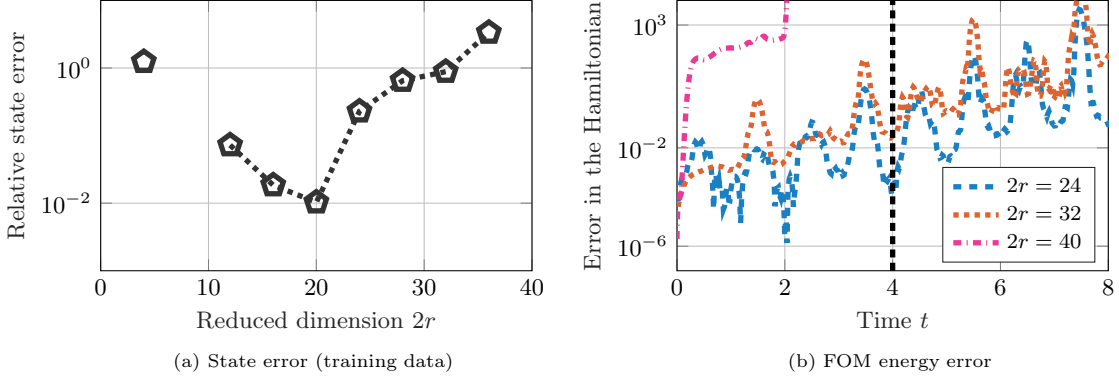 Relative state error
10^0
10^{-2}
0
10
20
30
40
Reduced dimension 2r
(a) State error (training data)
Error in the Hamiltonian
10^3
10^{-2}
10^{-6}
2r = 24
2r = 32
2r = 40
0
2
4
6
8
Time t
(b) FOM energy error